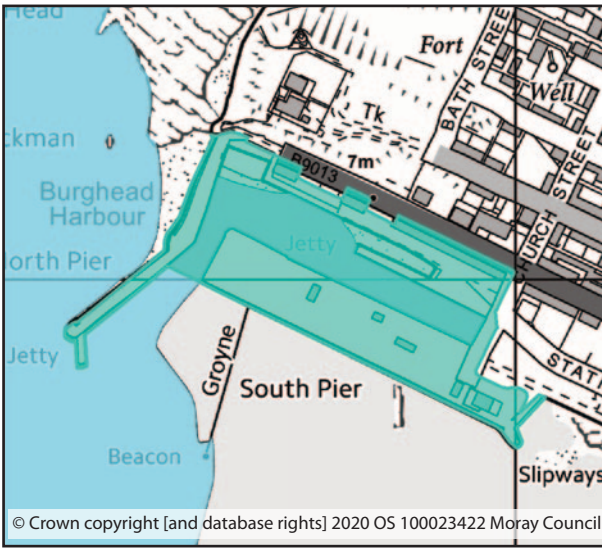 Head
Fort
BATH STREET
Well
ckman
Tk
B9013
7m
Burghead
Harbour
CHURCH STREET
Jetty
orth Pier
Jetty
Groyne
STATI
South Pier
Beacon
Slipways
© Crown copyright [and database rights] 2020 OS 100023422 Moray Council